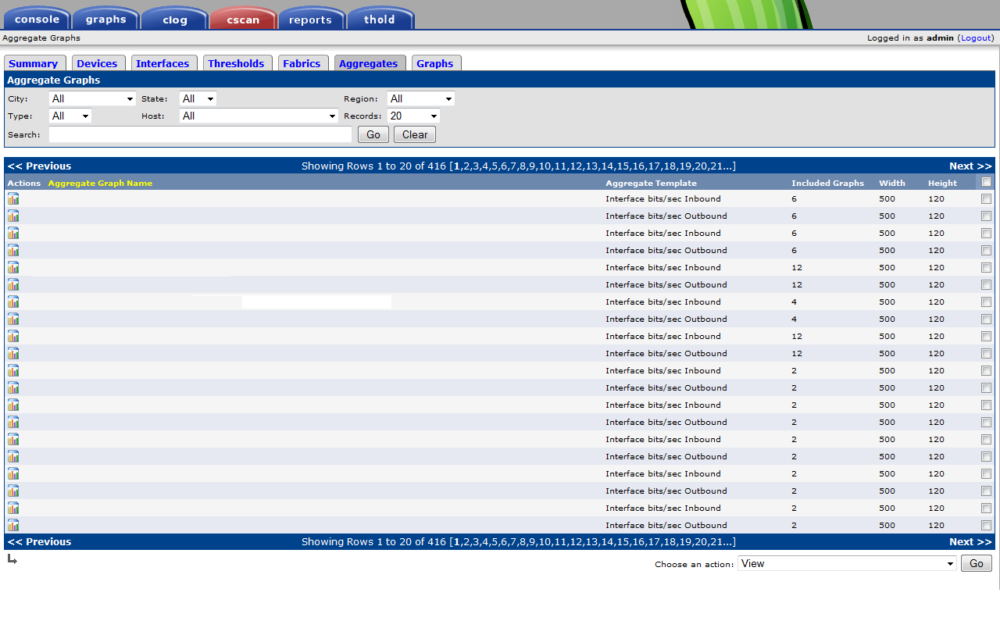 console graphs clog cscan reports thold
Aggregate Graphs Logged in as admin (Logout)
Summary Devices Interfaces Thresholds Fabrics Aggregates Graphs
Aggregate Graphs
City: All State: All Region: All
Type: All Host: All Records: 20
Search: Go Clear
<< Previous Showing Rows 1 to 20 of 416 [1,2,3,4,5,6,7,8,9,10,11,12,13,14,15,16,17,18,19,20,21...] Next >>
Actions Aggregate Graph Name Aggregate Template Included Graphs Width Height
Interface bits/sec Inbound 6 500 120
Interface bits/sec Outbound 6 500 120
Interface bits/sec Inbound 6 500 120
Interface bits/sec Outbound 6 500 120
Interface bits/sec Inbound 12 500 120
Interface bits/sec Outbound 12 500 120
Interface bits/sec Inbound 4 500 120
Interface bits/sec Outbound 4 500 120
Interface bits/sec Inbound 12 500 120
Interface bits/sec Outbound 12 500 120
Interface bits/sec Inbound 2 500 120
Interface bits/sec Outbound 2 500 120
Interface bits/sec Inbound 2 500 120
Interface bits/sec Outbound 2 500 120
Interface bits/sec Inbound 2 500 120
Interface bits/sec Outbound 2 500 120
Interface bits/sec Inbound 2 500 120
Interface bits/sec Outbound 2 500 120
Interface bits/sec Inbound 2 500 120
Interface bits/sec Outbound 2 500 120
<< Previous Showing Rows 1 to 20 of 416 [1,2,3,4,5,6,7,8,9,10,11,12,13,14,15,16,17,18,19,20,21...] Next >>
Choose an action: View Go